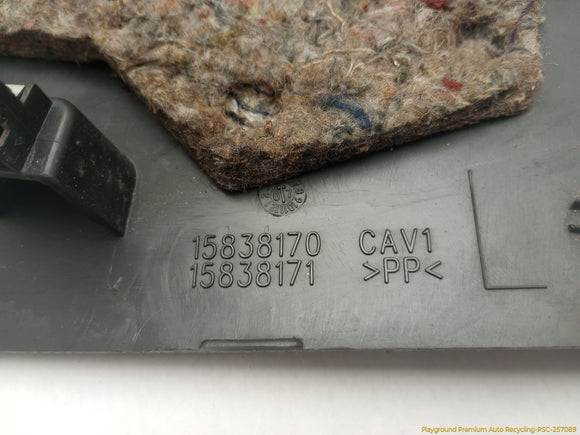 15838170 CAV1
15838171 >PP<
Playground Premium Auto Recycling-PSC-257089